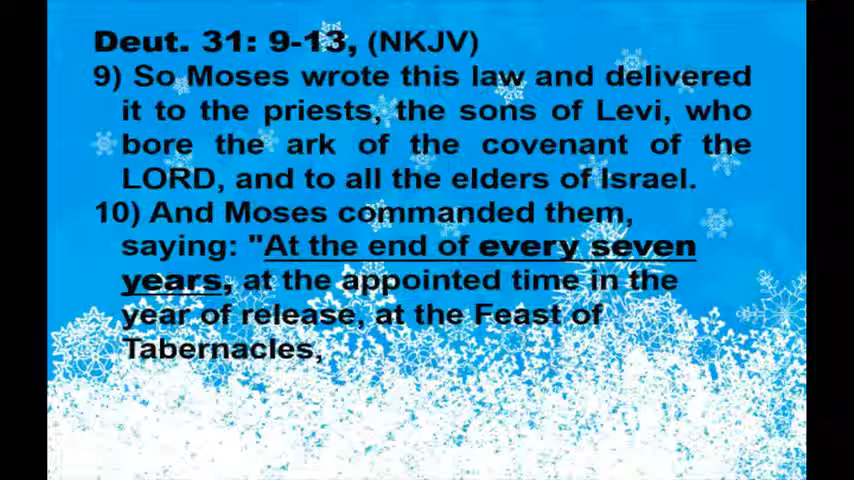 Deut. 31: 9-13, (NKJV)
9) So Moses wrote this law and delivered
it to the priests, the sons of Levi, who
bore the ark of the covenant of the
LORD, and to all the elders of Israel.
10) And Moses commanded them,
saying: "At the end of every seven
years, at the appointed time in the
year of release, at the Feast of
Tabernacles,